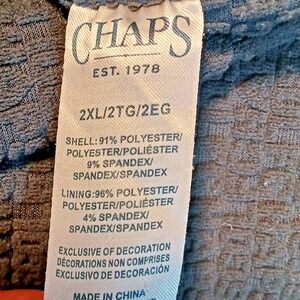 CHAPS
EST. 1978
2XL/2TG/2EG
SHELL: 91% POLYESTER/
POLYESTER/POLIÉSTER
9% SPANDEX/
SPANDEX/SPANDEX
LINING: 96% POLYESTER/
POLYESTER/POLIÉSTER
4% SPANDEX/
SPANDEX/SPANDEX
EXCLUSIVE OF DECORATION
DÉCORATIONS NON COMPRISES
EXCLUSIVO DE DECORACIÓN
MADE IN CHINA